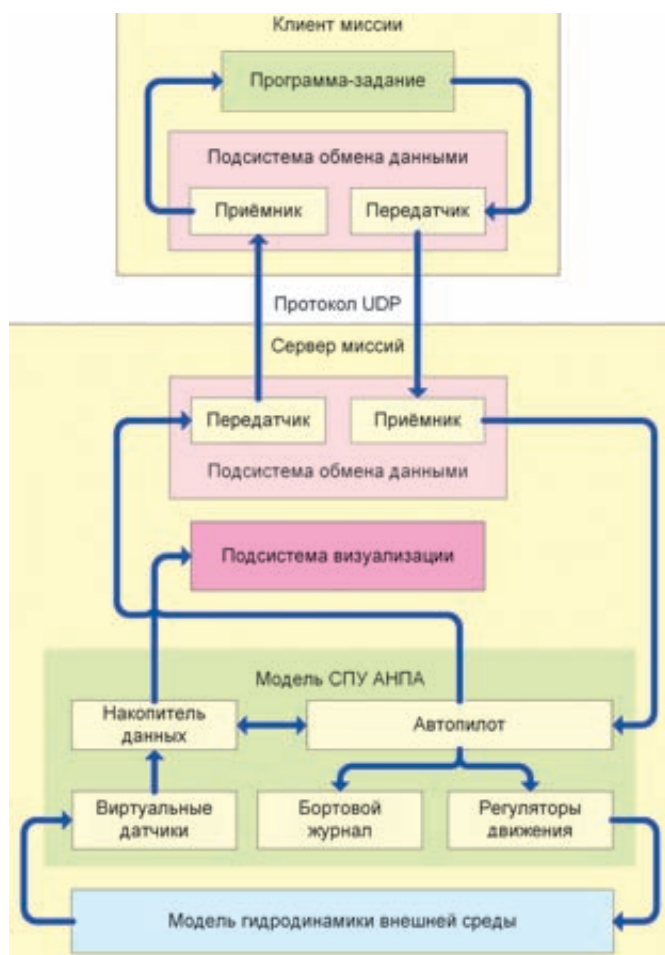 Клиент миссии
Программа-задание
Подсистема обмена данными
Приёмник
Передатчик
Протокол UDP
Сервер миссий
Передатчик
Приёмник
Подсистема обмена данными
Подсистема визуализации
Модель СПУ АНПА
Накопитель
данных
Автопилот
Виртуальные
датчики
Бортовой
журнал
Регуляторы
движения
Модель гидродинамики внешней среды